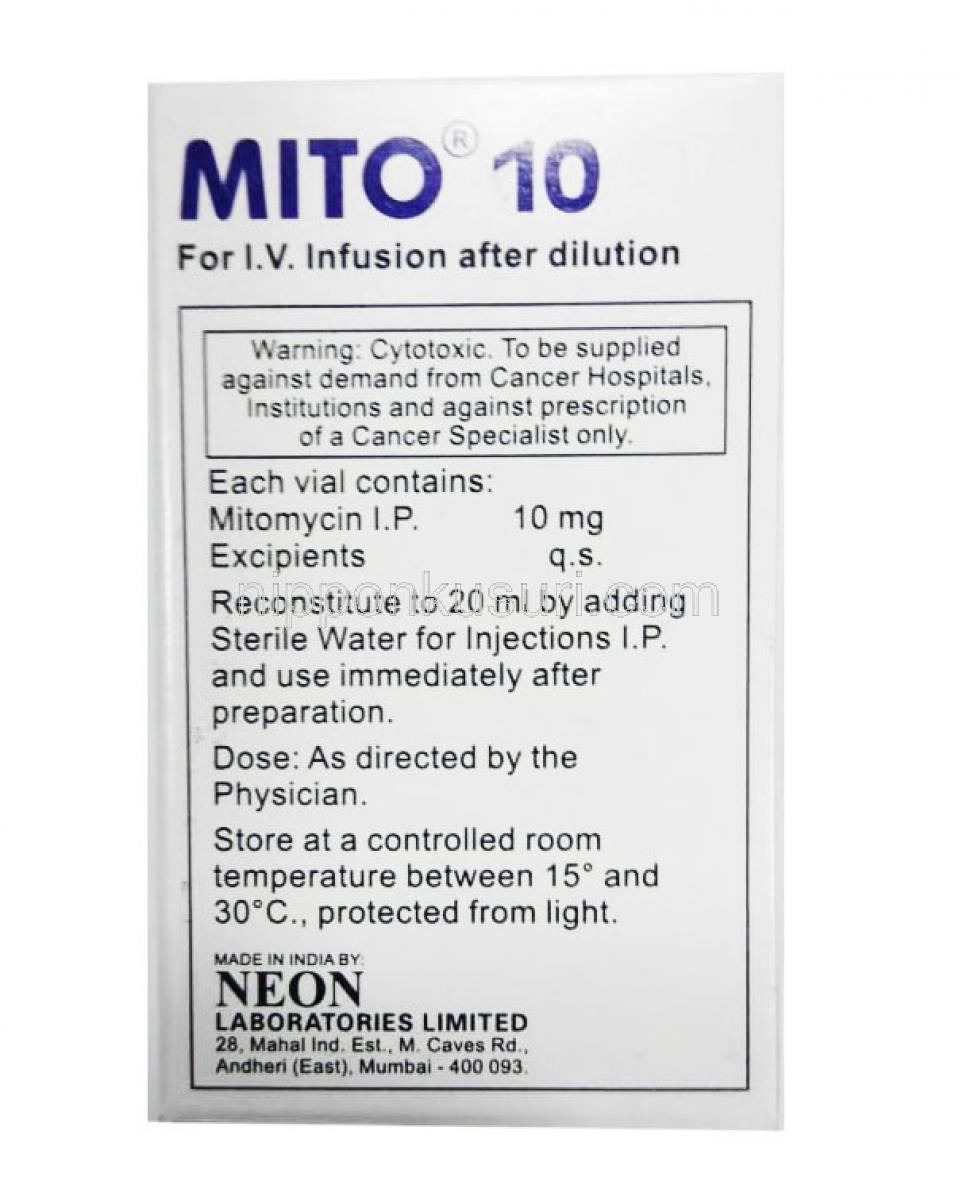 MITO® 10
For I.V. Infusion after dilution
Warning: Cytotoxic. To be supplied
against demand from Cancer Hospitals,
Institutions and against prescription
of a Cancer Specialist only.
Each vial contains:
Mitomycin I.P. 10 mg
Excipients q.s.
nipponkusuri.com
Reconstitute to 20 ml by adding
Sterile Water for Injections I.P.
and use immediately after
preparation.
Dose: As directed by the
Physician.
Store at a controlled room
temperature between 15° and
30°C., protected from light.
MADE IN INDIA BY:
NEON
LABORATORIES LIMITED
28, Mahal Ind. Est., M. Caves Rd.,
Andheri (East), Mumbai - 400 093.